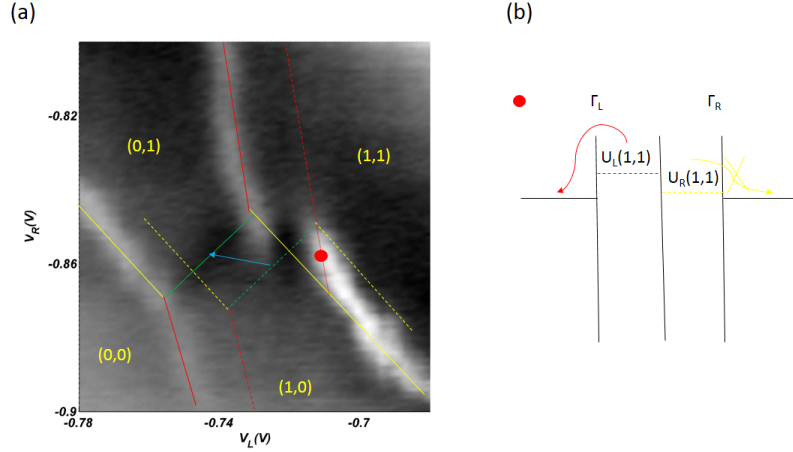 (a)
(b)
-0.82
-0.86
-0.9
V_R(V)
(0,1)
(1,1)
(0,0)
(1,0)
-0.78
-0.74
-0.7
V_L(V)
Γ_L
Γ_R
U_L(1,1)
U_R(1,1)